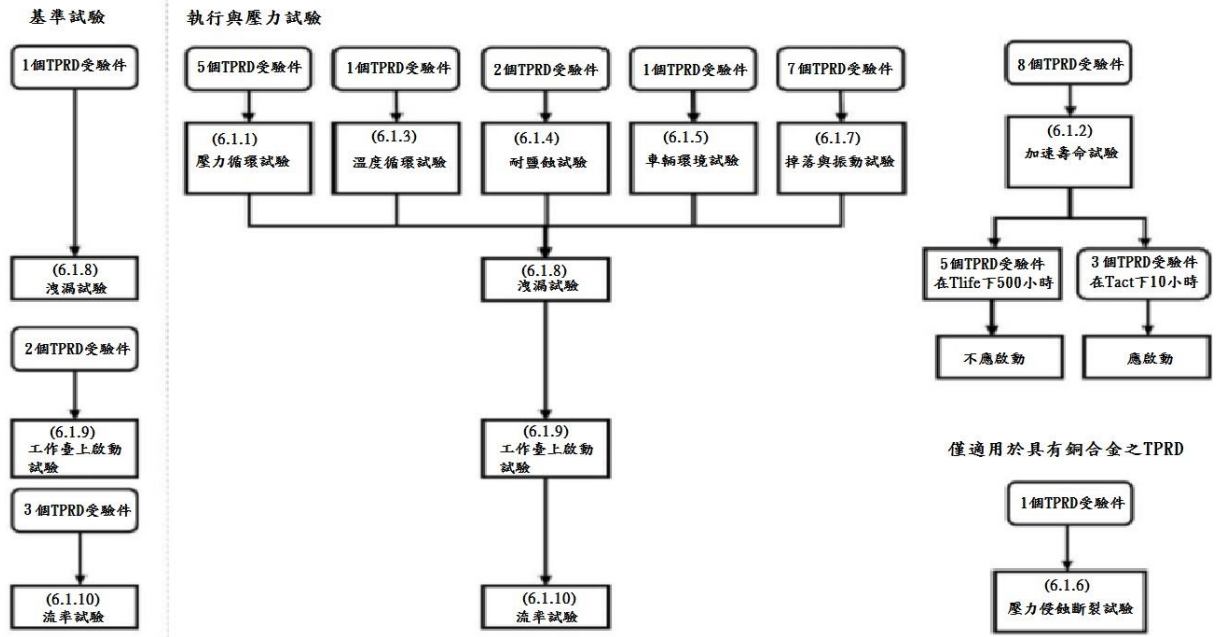 基準試驗
1個TPRD受験件
(6.1.8)
洩漏試驗
2個TPRD受験件
(6.1.9)
工作臺上啟動
試驗
3個TPRD受験件
(6.1.10)
流率試驗
執行與壓力試驗
5個TPRD受験件
1個TPRD受験件
2個TPRD受験件
1個TPRD受験件
7個TPRD受験件
(6.1.1)
壓力循環試驗
(6.1.3)
溫度循環試驗
(6.1.4)
耐鹽蝕試驗
(6.1.5)
車輛環境試驗
(6.1.7)
掉落與振動試驗
(6.1.8)
洩漏試驗
(6.1.9)
工作臺上啟動
試驗
(6.1.10)
流率試驗
8個TPRD受験件
(6.1.2)
加速壽命試驗
5個TPRD受験件
在Tlife下500小時
3個TPRD受験件
在Tact下10小時
不應啟動
應啟動
僅適用於具有銅合金之TPRD
1個TPRD受験件
(6.1.6)
壓力侵蝕斷裂試驗